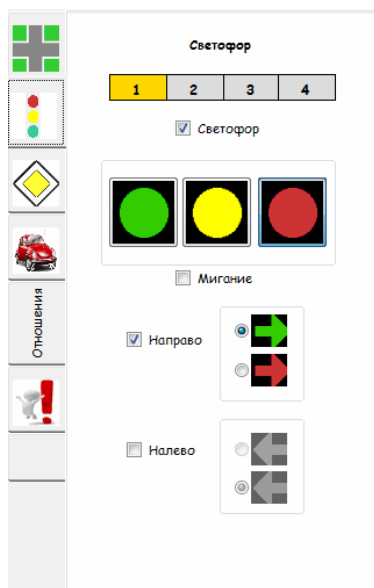 Светофор
1 2 3 4
Светофор
Мигание
Направо
Отношения
Налево